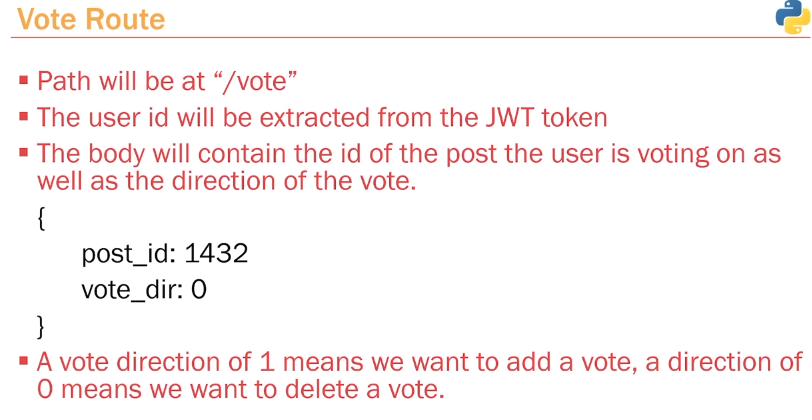 Vote Route
▪ Path will be at “/vote”
▪ The user id will be extracted from the JWT token
▪ The body will contain the id of the post the user is voting on as
well as the direction of the vote.
{
post_id: 1432
vote_dir: 0
}
▪ A vote direction of 1 means we want to add a vote, a direction of
0 means we want to delete a vote.